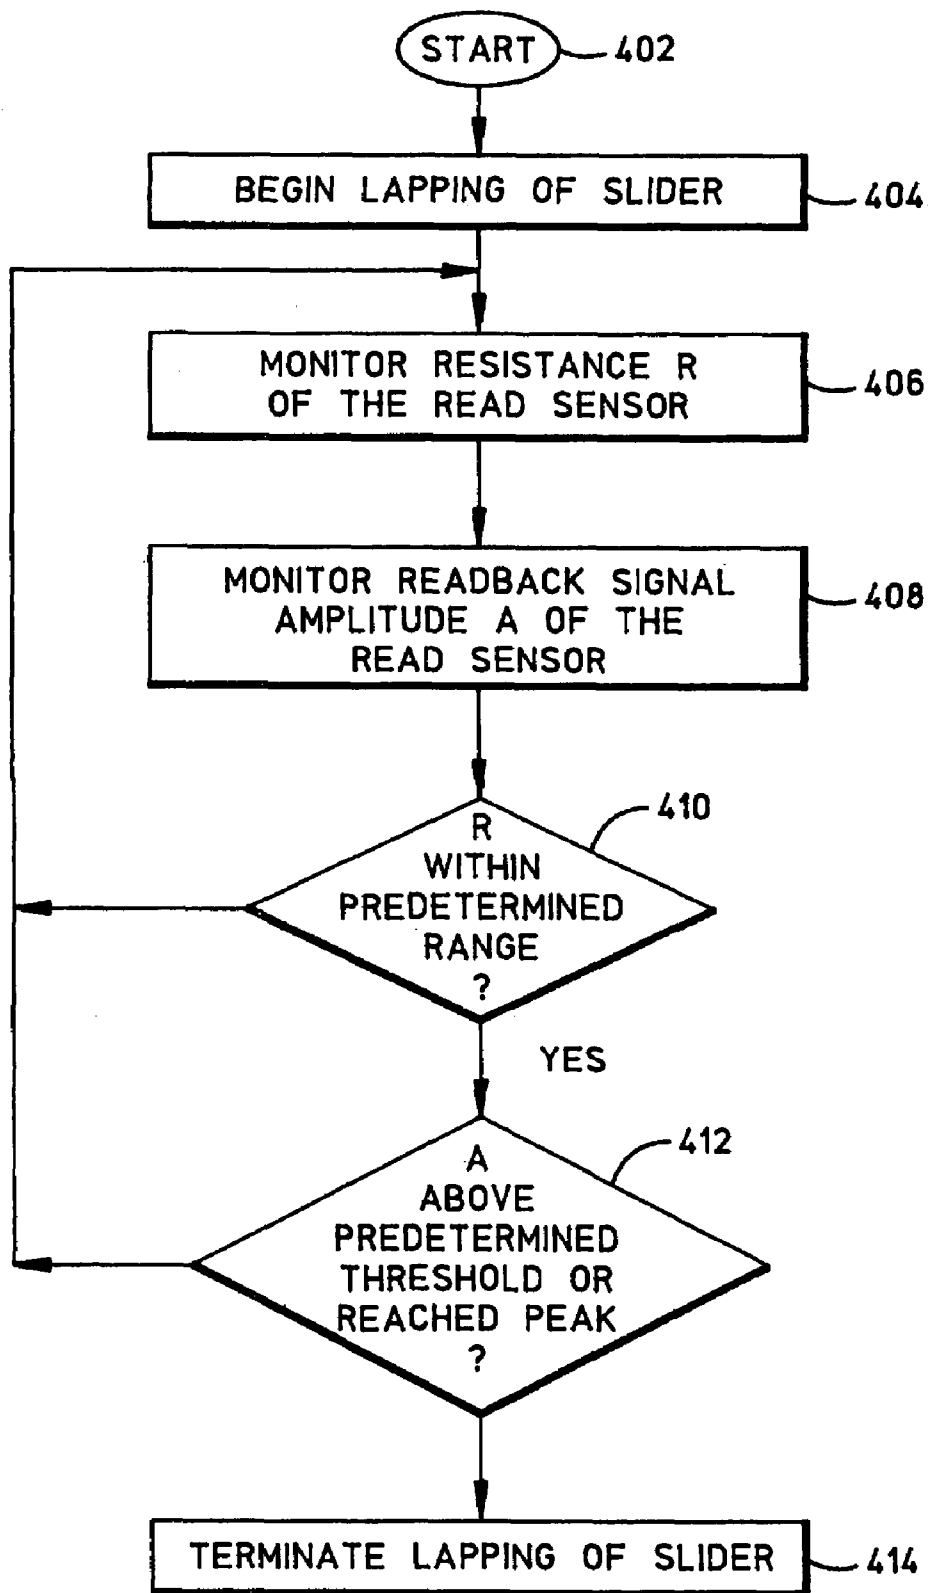 START
402
BEGIN LAPPING OF SLIDER
404
MONITOR RESISTANCE R
OF THE READ SENSOR
406
MONITOR READBACK SIGNAL
AMPLITUDE A OF THE
READ SENSOR
408
R
WITHIN
PREDETERMINED
RANGE
?
410
YES
A
ABOVE
PREDETERMINED
THRESHOLD OR
REACHED PEAK
?
412
TERMINATE LAPPING OF SLIDER
414